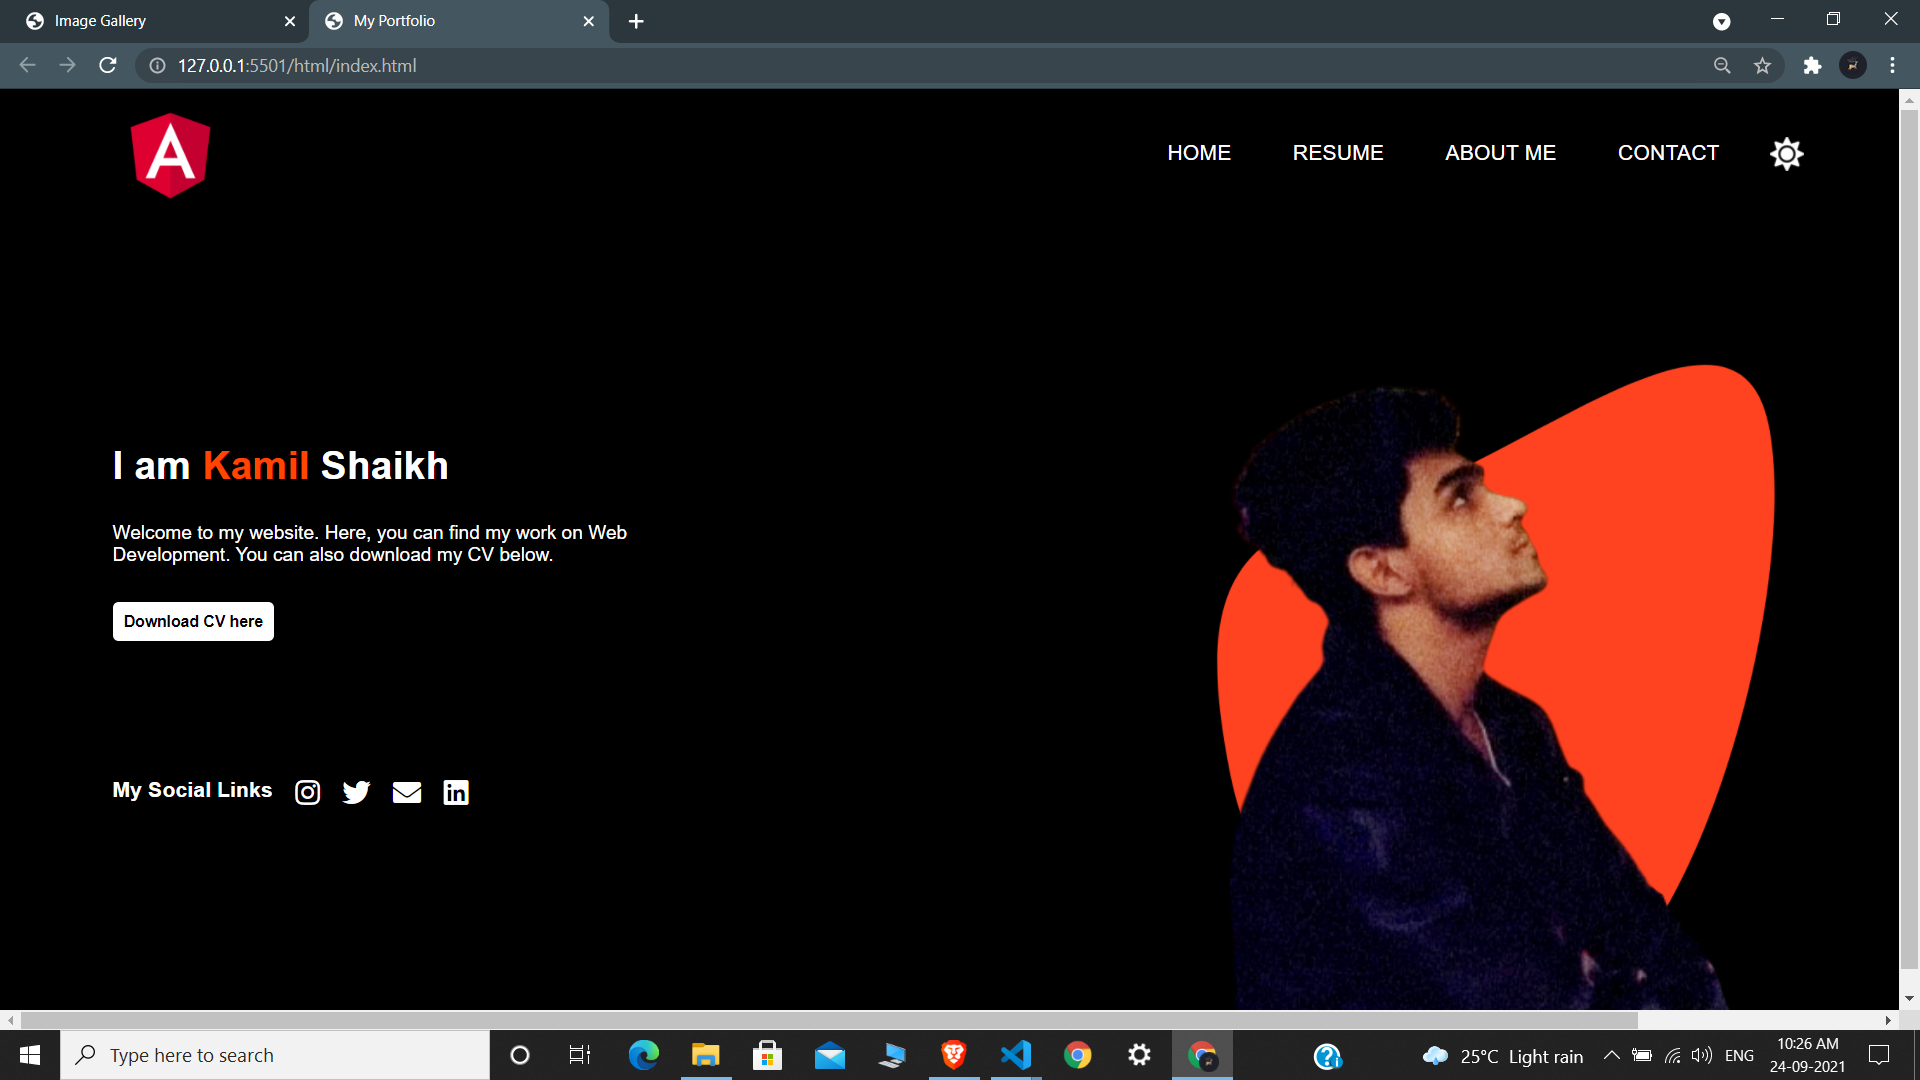 Image Gallery
My Portfolio
127.0.0.1:5501/html/index.html
A
HOME
RESUME
ABOUT ME
CONTACT
I am Kamil Shaikh
Welcome to my website. Here, you can find my work on Web
Development. You can also download my CV below.
Download CV here
My Social Links
in
Type here to search
25°C Light rain
ENG
10:26 AM
24-09-2021